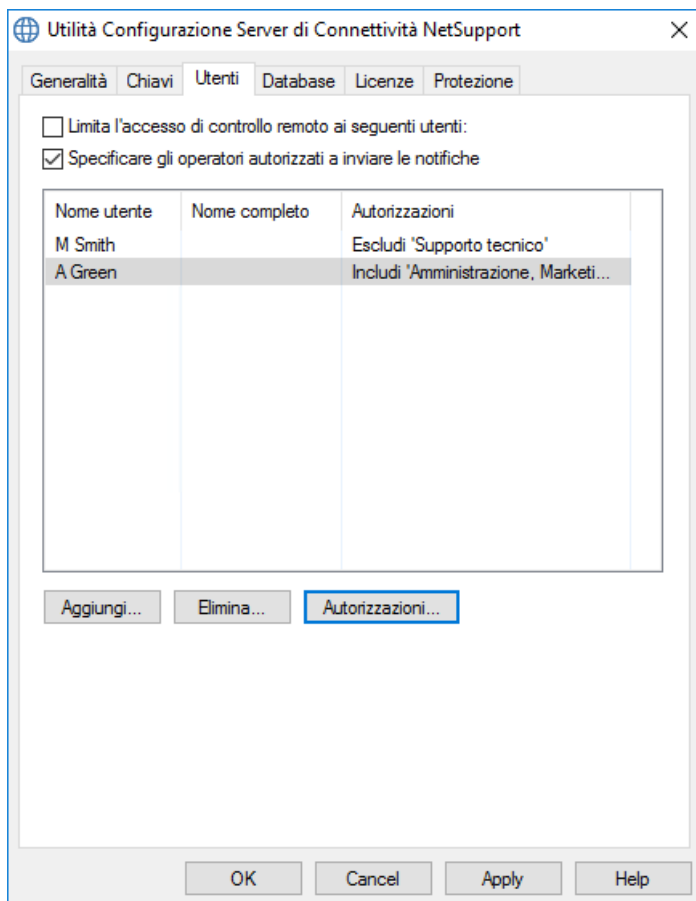 Utilità Configurazione Server di Connettività NetSupport
Generalità Chiavi Utenti Database Licenze Protezione
Limita l'accesso di controllo remoto ai seguenti utenti:
Specificare gli operatori autorizzati a inviare le notifiche
Nome utente Nome completo Autorizzazioni
M Smith Escludi 'Supporto tecnico'
A Green Includi 'Amministrazione, Marketi...
Aggiungi... Elimina... Autorizzazioni...
OK Cancel Apply Help